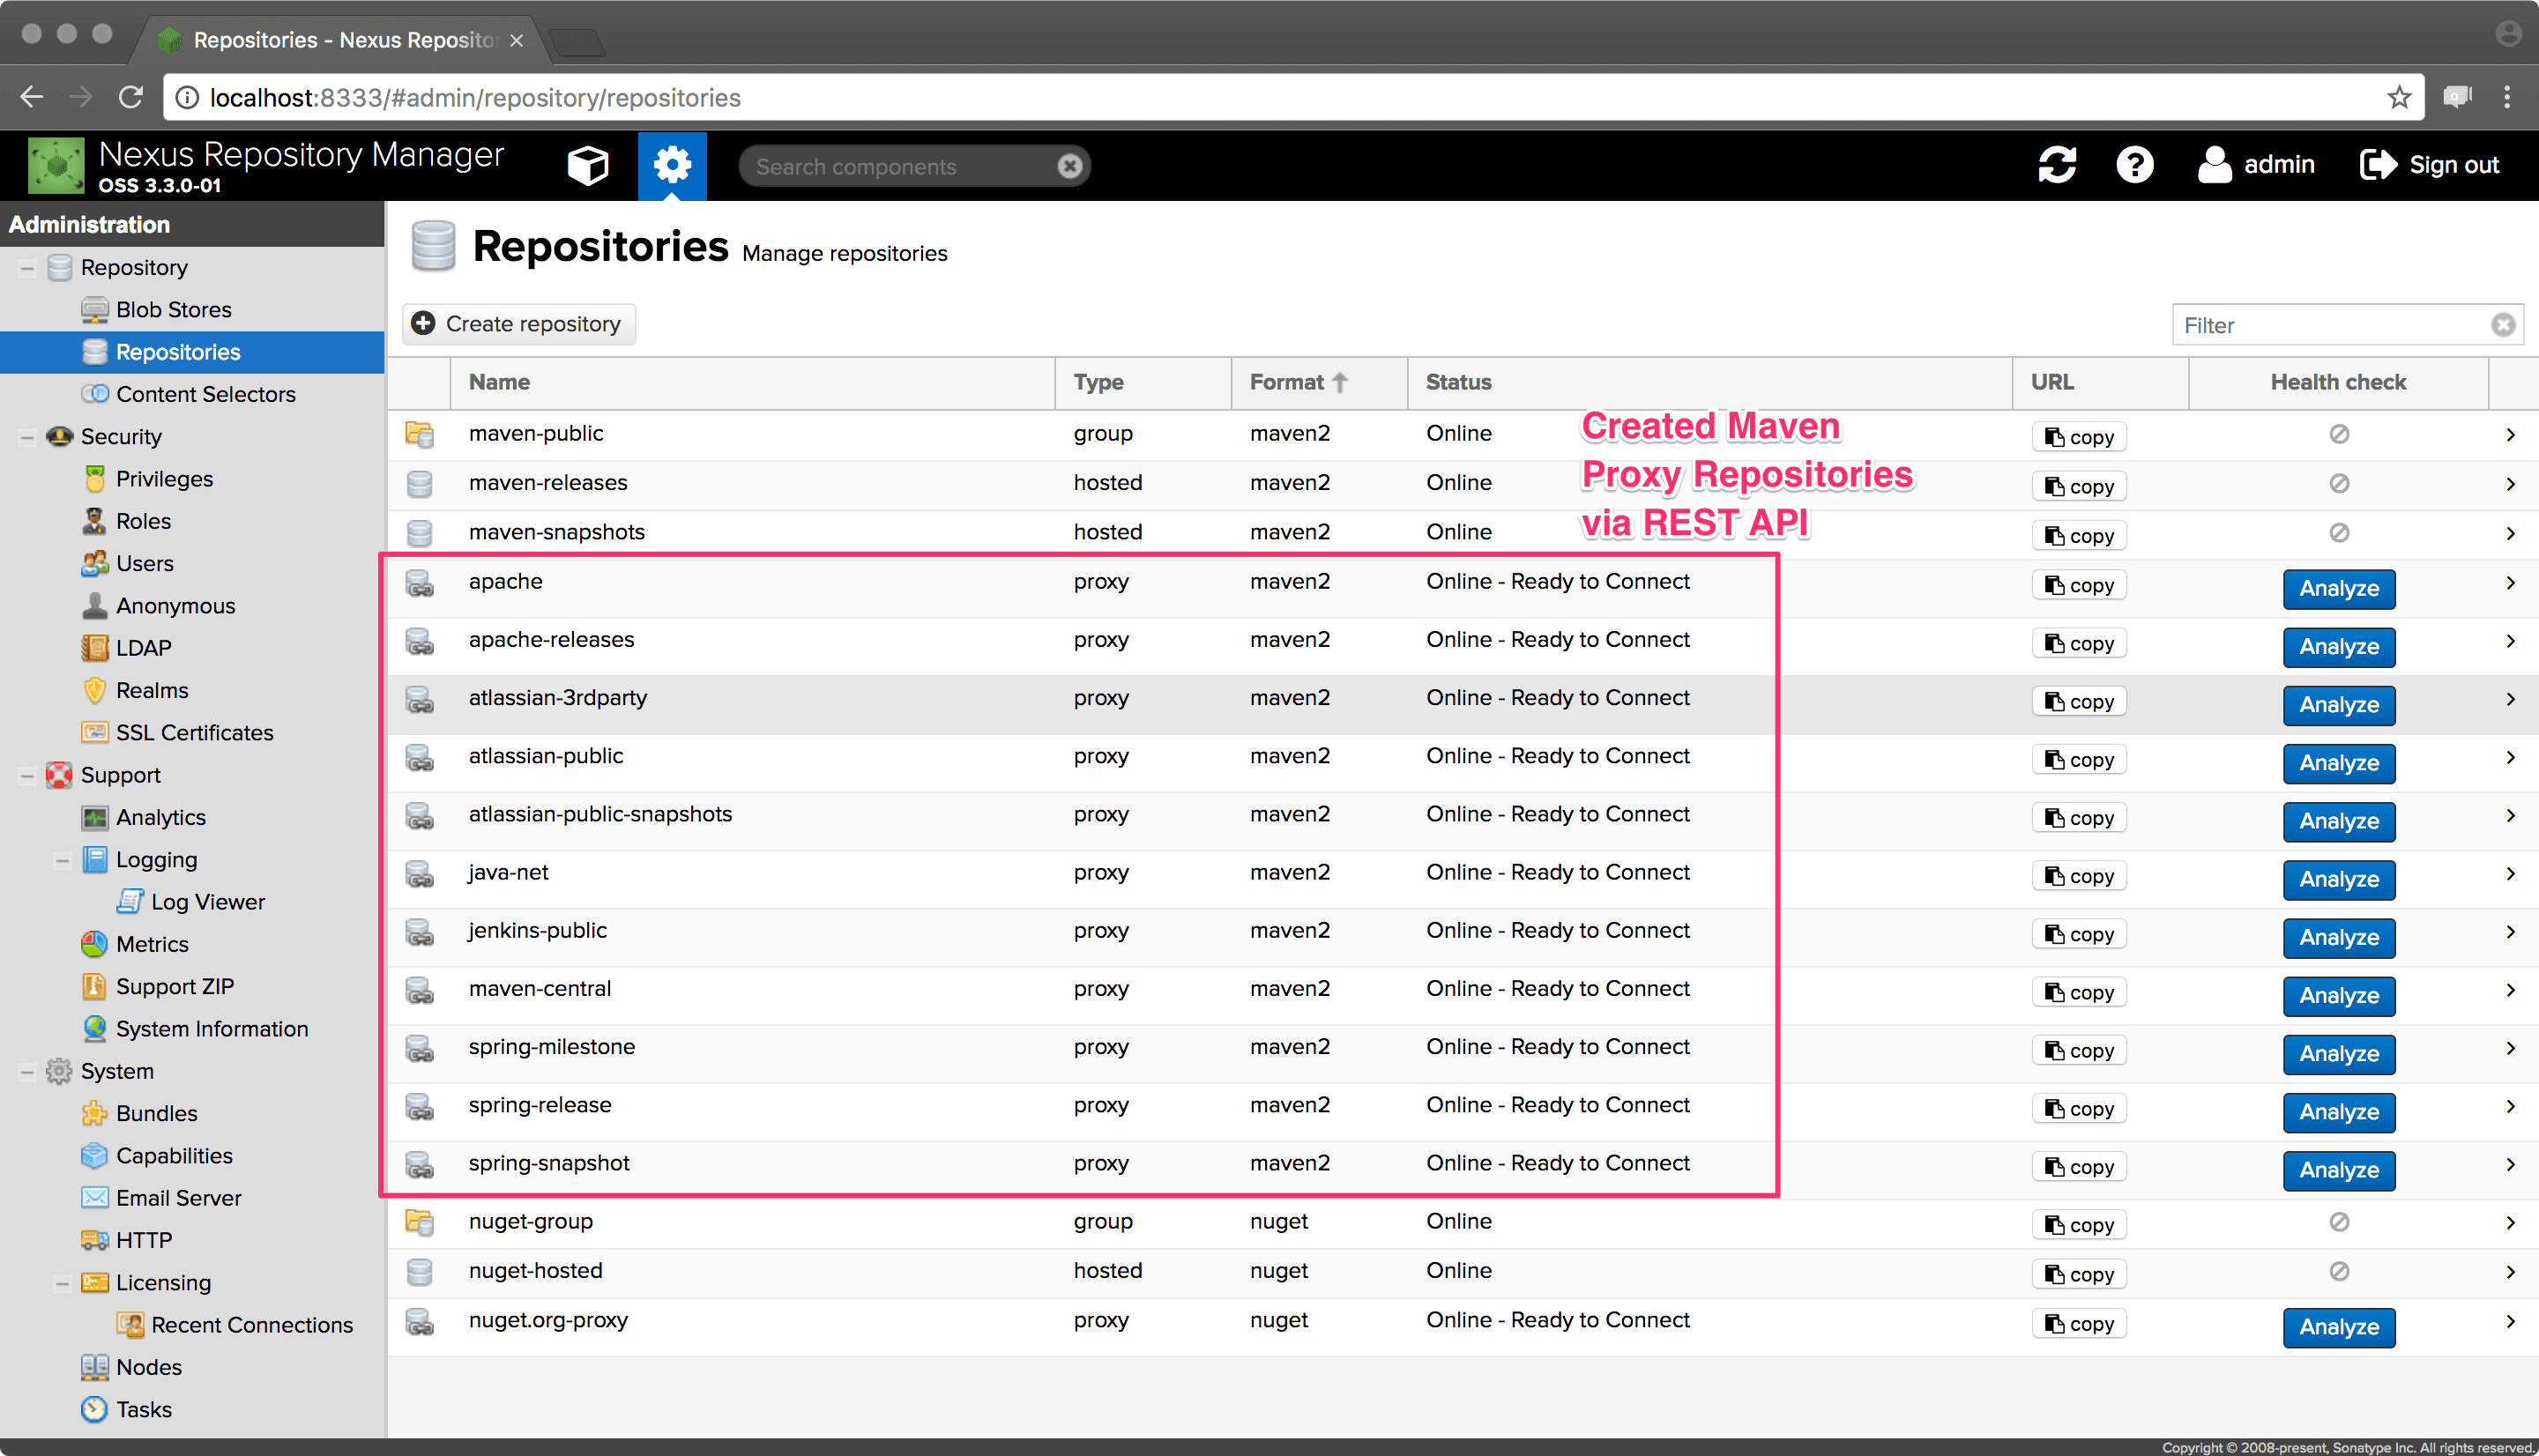 Repositories - Nexus Reposito
localhost:8333/#admin/repository/repositories
Nexus Repository Manager
OSS 3.3.0-01
Search components
admin
Sign out
Administration
Repository
Blob Stores
Repositories
Content Selectors
Security
Privileges
Roles
Users
Anonymous
LDAP
Realms
SSL Certificates
Support
Analytics
Logging
Log Viewer
Metrics
Support ZIP
System Information
System
Bundles
Capabilities
Email Server
HTTP
Licensing
Recent Connections
Nodes
Tasks
Repositories Manage repositories
Create repository
Filter
Name Type Format Status URL Health check
maven-public group maven2 Online copy
maven-releases hosted maven2 Online copy
maven-snapshots hosted maven2 Online copy
Created Maven
Proxy Repositories
via REST API
apache proxy maven2 Online - Ready to Connect copy Analyze
apache-releases proxy maven2 Online - Ready to Connect copy Analyze
atlassian-3rdparty proxy maven2 Online - Ready to Connect copy Analyze
atlassian-public proxy maven2 Online - Ready to Connect copy Analyze
atlassian-public-snapshots proxy maven2 Online - Ready to Connect copy Analyze
java-net proxy maven2 Online - Ready to Connect copy Analyze
jenkins-public proxy maven2 Online - Ready to Connect copy Analyze
maven-central proxy maven2 Online - Ready to Connect copy Analyze
spring-milestone proxy maven2 Online - Ready to Connect copy Analyze
spring-release proxy maven2 Online - Ready to Connect copy Analyze
spring-snapshot proxy maven2 Online - Ready to Connect copy Analyze
nuget-group group nuget Online copy
nuget-hosted hosted nuget Online copy
nuget.org-proxy proxy nuget Online - Ready to Connect copy Analyze
Copyright © 2008-present, Sonatype Inc. All rights reserved.